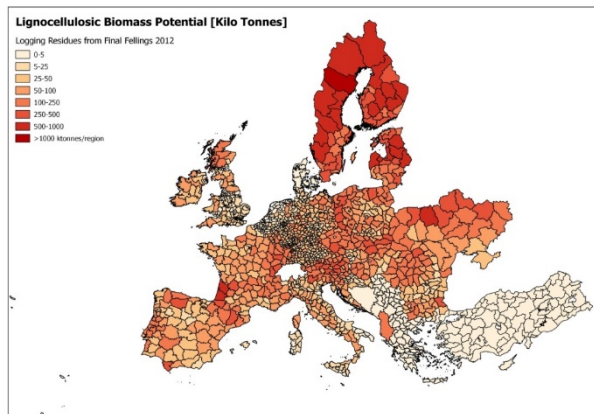 Lignocellulosic Biomass Potential [Kilo Tonnes]
Logging Residues from Final Fellings 2012
0-5
5-25
25-50
50-100
100-250
250-500
500-1000
>1000 ktonnes/region